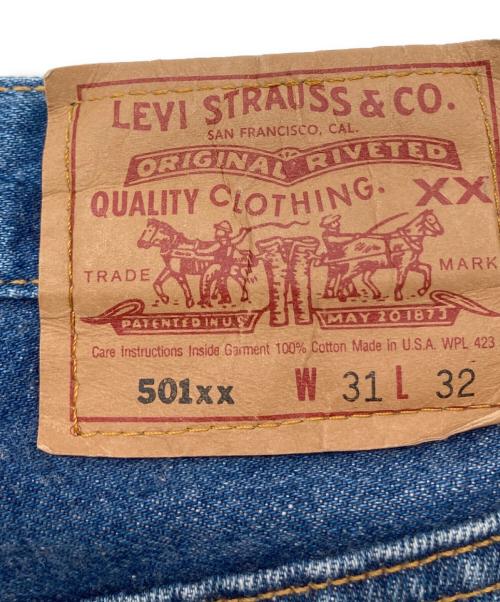 LEVI STRAUSS & CO.
SAN FRANCISCO, CAL.
ORIGINAL RIVETED
QUALITY CLOTHING. XX
TRADE MARK
PATENTED IN U.S. MAY 20 1873
Care Instructions Inside Garment 100% Cotton Made in U.S.A. WPL 423
501xx W 31 L 32